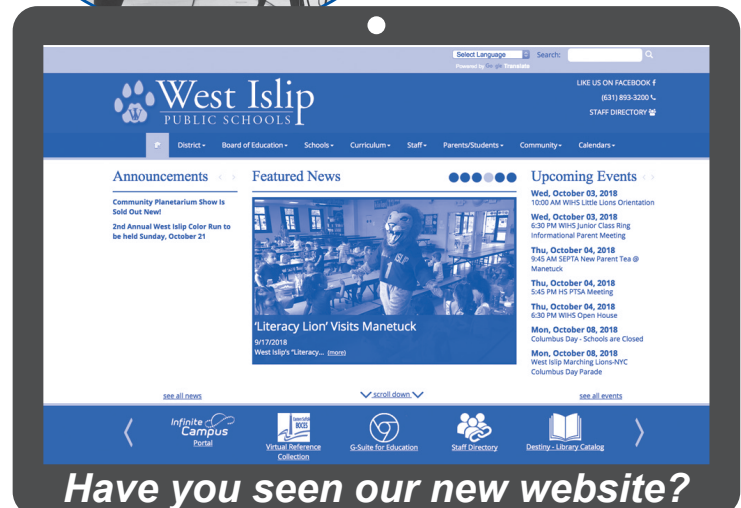 Select Language
Search:
Powered by Google Translate
West Islip
PUBLIC SCHOOLS
LIKE US ON FACEBOOK
(631) 893-3200
STAFF DIRECTORY
District
Board of Education
Schools
Curriculum
Staff
Parents/Students
Community
Calendars
Announcements
Community Planetarium Show Is
Sold Out New!
2nd Annual West Islip Color Run to
be held Sunday, October 21
Featured News
'Literacy Lion' Visits Manetuck
9/17/2018
West Islip's "Literacy... (more)
Upcoming Events
Wed, October 03, 2018
10:00 AM WIHS Little Lions Orientation
Wed, October 03, 2018
6:30 PM WIHS Junior Class Ring
Informational Parent Meeting
Thu, October 04, 2018
9:45 AM SEPTA New Parent Tea @
Manetuck
Thu, October 04, 2018
5:45 PM HS PTSA Meeting
Thu, October 04, 2018
6:30 PM WIHS Open House
Mon, October 08, 2018
Columbus Day - Schools are Closed
Mon, October 08, 2018
West Islip Marching Lions-NYC
Columbus Day Parade
see all news
scroll down
see all events
Infinite
Campus
Portal
Eastern Suffolk
BOCES
Virtual Reference
Collection
G-Suite for Education
Staff Directory
Destiny - Library Catalog
Have you seen our new website?